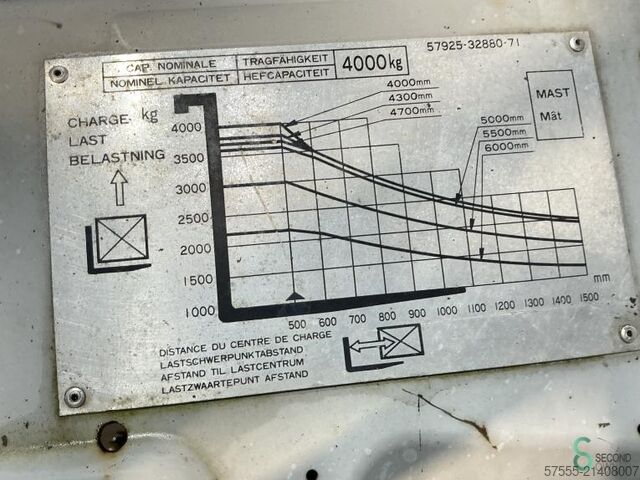 57925-32880-71
CAP. NOMINALE TRAGFÄHIGKEIT 4000kg
NOMINEL KAPACITET HEFCAPACITEIT
4000mm
4300mm
4700mm
5000mm
5500mm
6000mm
MAST
Mât
CHARGE kg
LAST
BELASTNING
4000
3500
3000
2500
2000
1500
1000
500 600 700 800 900 1000 1100 1200 1300 1400 1500
mm
DISTANCE DU CENTRE DE CHARGE
LASTSCHWERPUNKTABSTAND
AFSTAND TIL LASTCENTRUM
LASTZWAARTEPUNT AFSTAND
SECOND
57555-21408007